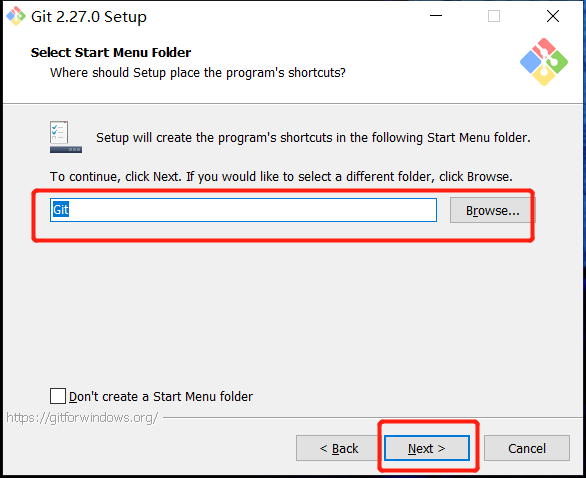 Git 2.27.0 Setup
Select Start Menu Folder
Where should Setup place the program's shortcuts?
Setup will create the program's shortcuts in the following Start Menu folder.
To continue, click Next. If you would like to select a different folder, click Browse.
Git
Browse...
Don't create a Start Menu folder
https://gitforwindows.org/
< Back
Next >
Cancel